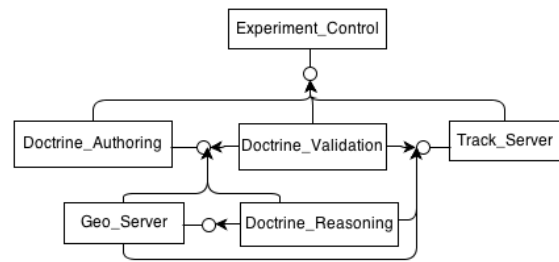 Experiment_Control
Doctrine_Authoring
Doctrine_Validation
Track_Server
Geo_Server
Doctrine_Reasoning